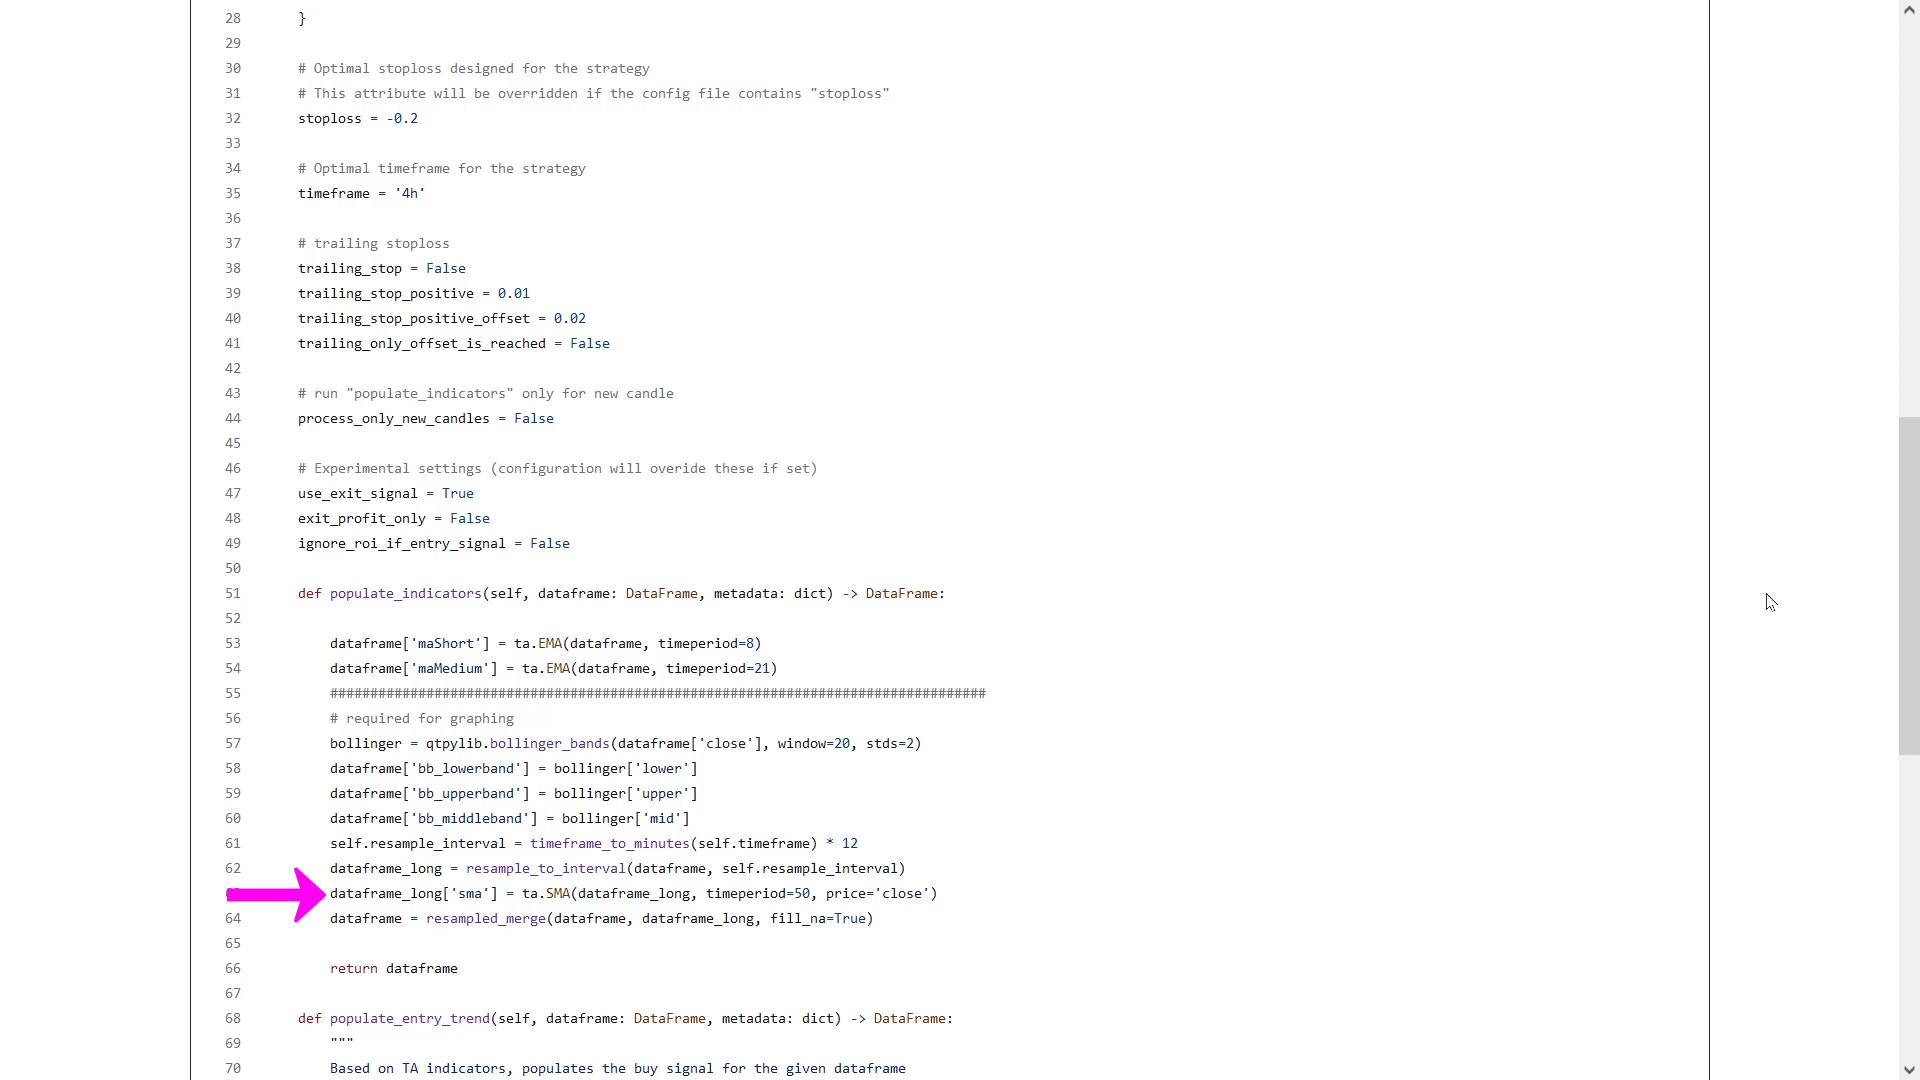 28 }
29
30 # Optimal stoploss designed for the strategy
31 # This attribute will be overridden if the config file contains "stoploss"
32 stoploss = -0.2
33
34 # Optimal timeframe for the strategy
35 timeframe = '4h'
36
37 # trailing stoploss
38 trailing_stop = False
39 trailing_stop_positive = 0.01
40 trailing_stop_positive_offset = 0.02
41 trailing_only_offset_is_reached = False
42
43 # run "populate_indicators" only for new candle
44 process_only_new_candles = False
45
46 # Experimental settings (configuration will overide these if set)
47 use_exit_signal = True
48 exit_profit_only = False
49 ignore_roi_if_entry_signal = False
50
51 def populate_indicators(self, dataframe: DataFrame, metadata: dict) -> DataFrame:
52
53 dataframe['maShort'] = ta.EMA(dataframe, timeperiod=8)
54 dataframe['maMedium'] = ta.EMA(dataframe, timeperiod=21)
55 ##################################################################################
56 # required for graphing
57 bollinger = qtpylib.bollinger_bands(dataframe['close'], window=20, stds=2)
58 dataframe['bb_lowerband'] = bollinger['lower']
59 dataframe['bb_upperband'] = bollinger['upper']
60 dataframe['bb_middleband'] = bollinger['mid']
61 self.resample_interval = timeframe_to_minutes(self.timeframe) * 12
62 dataframe_long = resample_to_interval(dataframe, self.resample_interval)
dataframe_long['sma'] = ta.SMA(dataframe_long, timeperiod=50, price='close')
64 dataframe = resampled_merge(dataframe, dataframe_long, fill_na=True)
65
66 return dataframe
67
68 def populate_entry_trend(self, dataframe: DataFrame, metadata: dict) -> DataFrame:
69 """
70 Based on TA indicators, populates the buy signal for the given dataframe